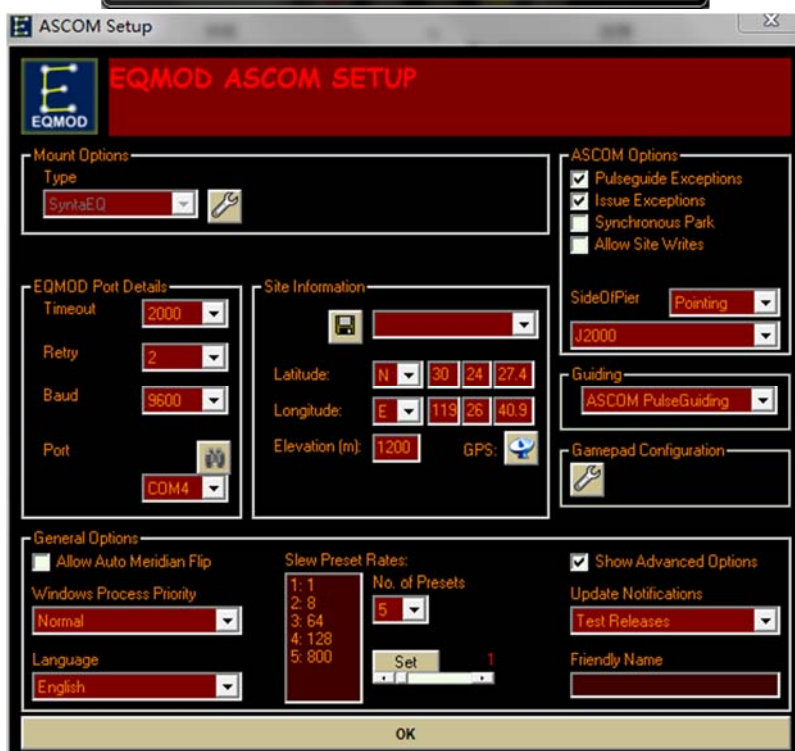 ASCOM Setup
EQMOD
EQMOD ASCOM SETUP
Mount Options
Type
SyntaEQ
ASCOM Options
Pulseguide Exceptions
Issue Exceptions
Synchronous Park
Allow Site Writes
SideOfPier Pointing
J2000
EQMOD Port Details
Timeout 2000
Retry 2
Baud 9600
Port
COM4
Site Information
Latitude: N 30 24 27.4
Longitude: E 119 26 40.9
Elevation (m): 1200 GPS:
Guiding
ASCOM PulseGuiding
Gamepad Configuration
General Options
Allow Auto Meridian Flip
Windows Process Priority
Normal
Language
English
Slew Preset Rates:
1: 1
2: 8
3: 64
4: 128
5: 800
No. of Presets
5
Set 1
Show Advanced Options
Update Notifications
Test Releases
Friendly Name
OK